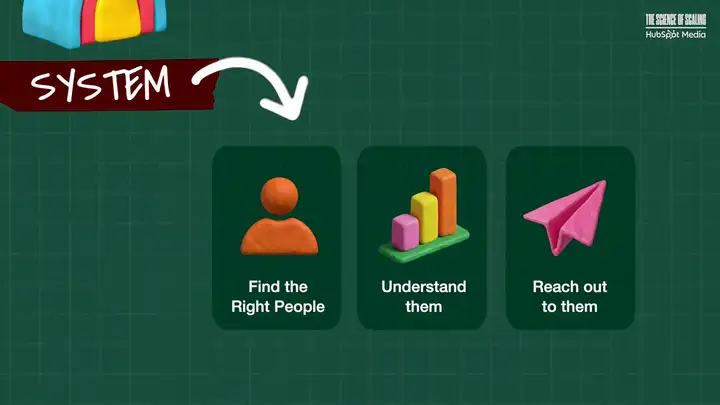 THE SCIENCE OF SCALING
HubSpot Media
SYSTEM
Find the
Right People
Understand
them
Reach out
to them